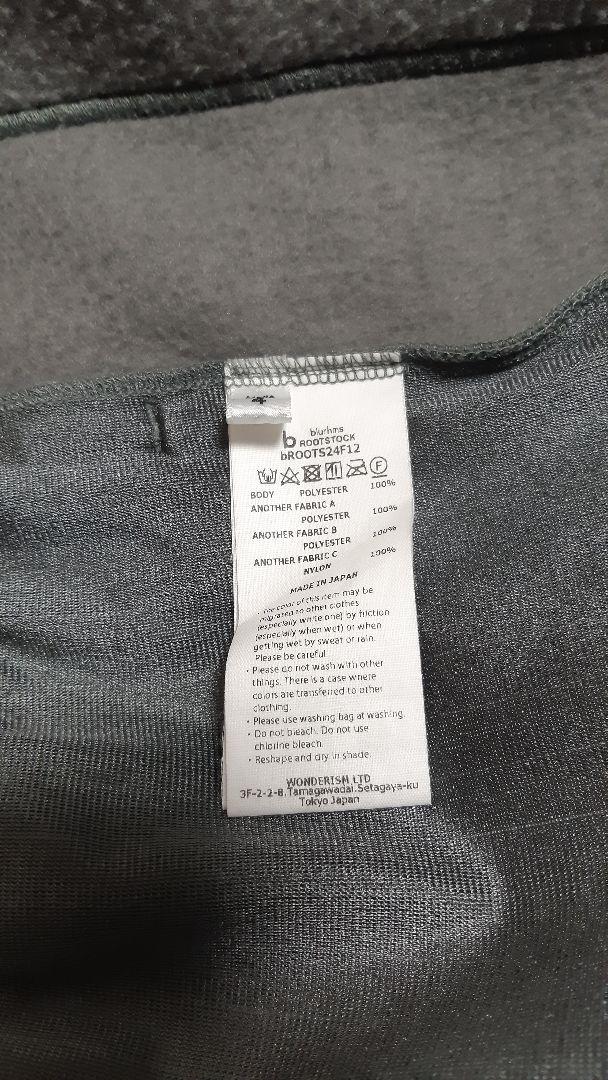 4
b
blurhms
ROOTSTOCK
bROOTS24F12
F
BODY POLYESTER 100%
ANOTHER FABRIC A
POLYESTER 100%
ANOTHER FABRIC B
POLYESTER 100%
ANOTHER FABRIC C
NYLON 100%
MADE IN JAPAN
The color of this item may be
migrated to other clothes
(especially white one) by friction
(especially when wet) or when
getting wet by sweat or rain.
Please be careful.
・Please do not wash with other
things. There is a case where
colors are transferred to other
clothing.
・Please use washing bag at washing.
・Do not bleach. Do not use
chlorine bleach.
・Reshape and dry in shade.
WONDERISM LTD
3F-2-2-8.Tamagawadai.Setagaya-ku
Tokyo Japan